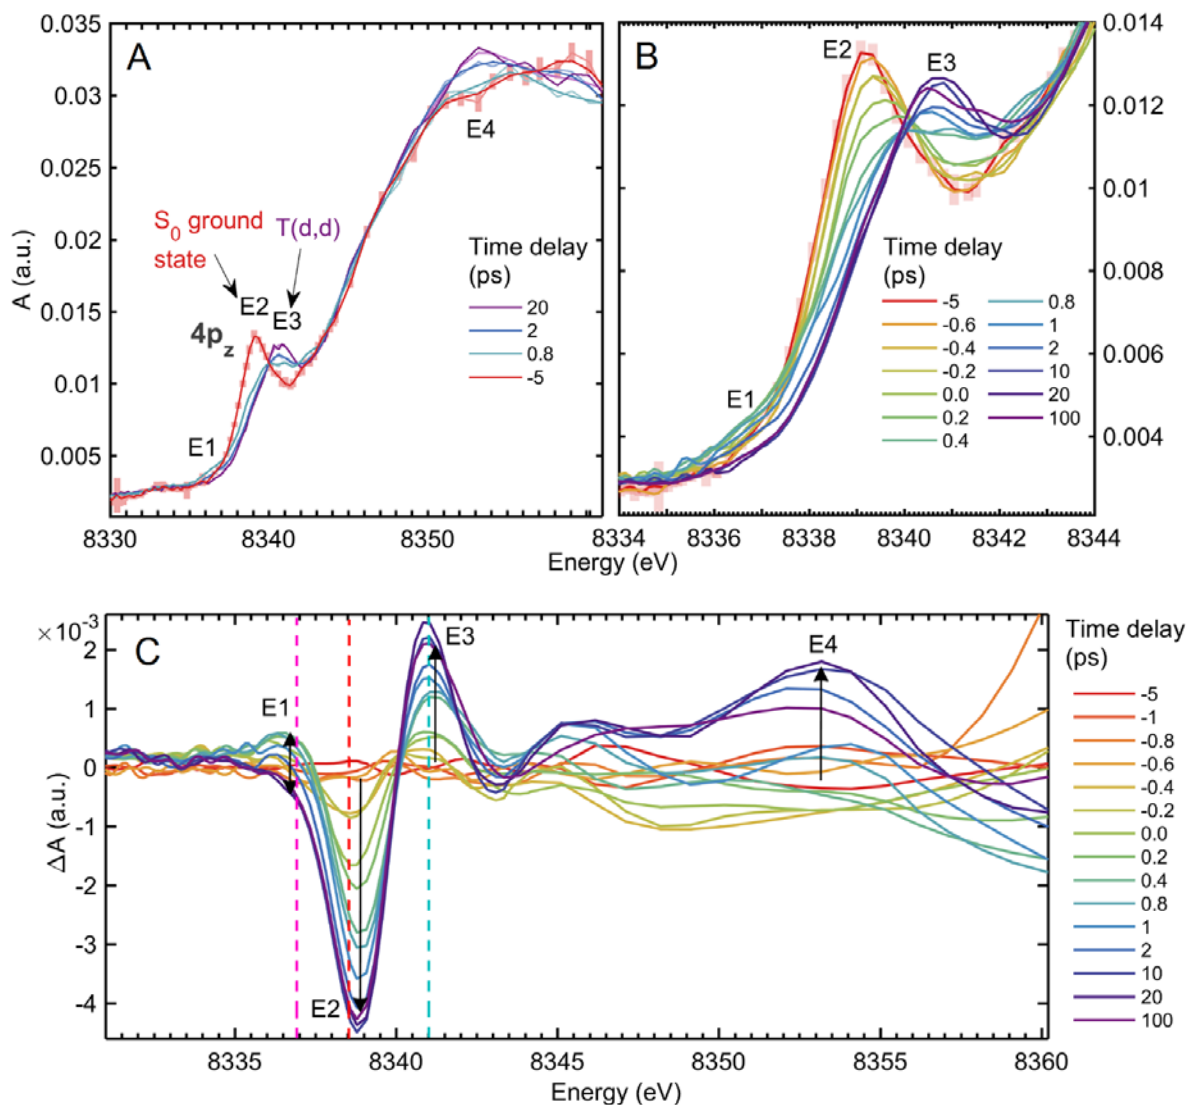 A
0.035
0.03
0.025
0.02
0.015
0.01
0.005
A (a.u.)
S0 ground
state
T(d,d)
E2
E3
4pz
E1
E4
Time delay
(ps)
20
2
0.8
-5
8330
8340
8350
B
E2
E3
E1
Time delay
(ps)
-5
-0.6
-0.4
-0.2
0.0
0.2
0.4
0.8
1
2
10
20
100
0.014
0.012
0.01
0.008
0.006
0.004
8334
8336
8338
8340
8342
8344
Energy (eV)
C
× 10-3
2
1
0
-1
-2
-3
-4
ΔA (a.u.)
E1
E2
E3
E4
8335
8340
8345
8350
8355
8360
Energy (eV)
Time delay
(ps)
-5
-1
-0.8
-0.6
-0.4
-0.2
0.0
0.2
0.4
0.8
1
2
10
20
100